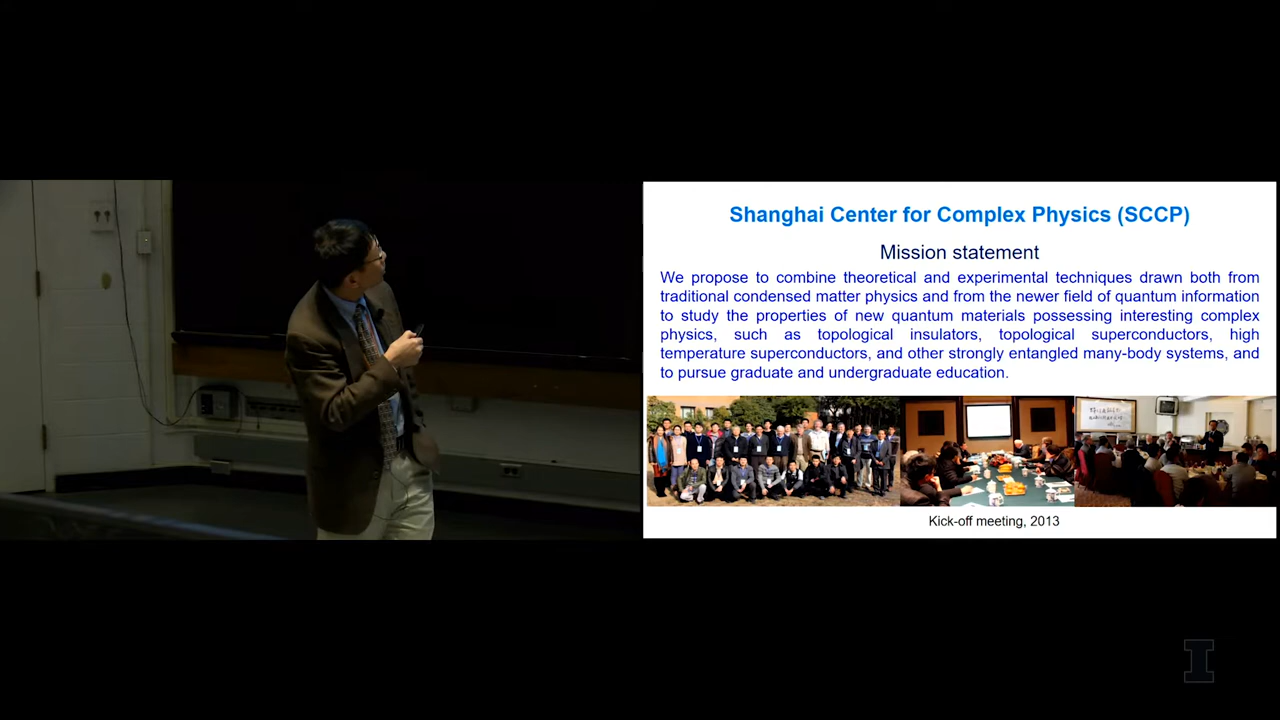 Shanghai Center for Complex Physics (SCCP)
Mission statement
We propose to combine theoretical and experimental techniques drawn both from
traditional condensed matter physics and from the newer field of quantum information
to study the properties of new quantum materials possessing interesting complex
physics, such as topological insulators, topological superconductors, high
temperature superconductors, and other strongly entangled many-body systems, and
to pursue graduate and undergraduate education.
Kick-off meeting, 2013
I